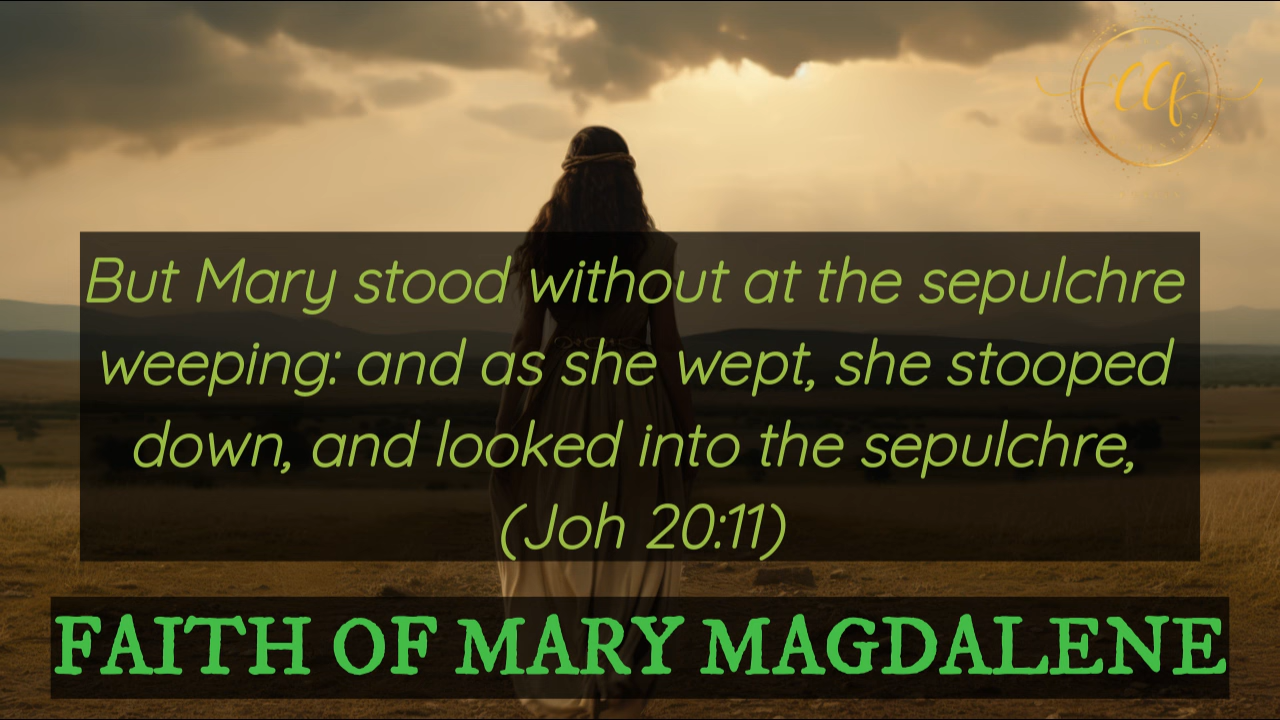 CCf
But Mary stood without at the sepulchre
weeping: and as she wept, she stooped
down, and looked into the sepulchre,
(Joh 20:11)
FAITH OF MARY MAGDALENE